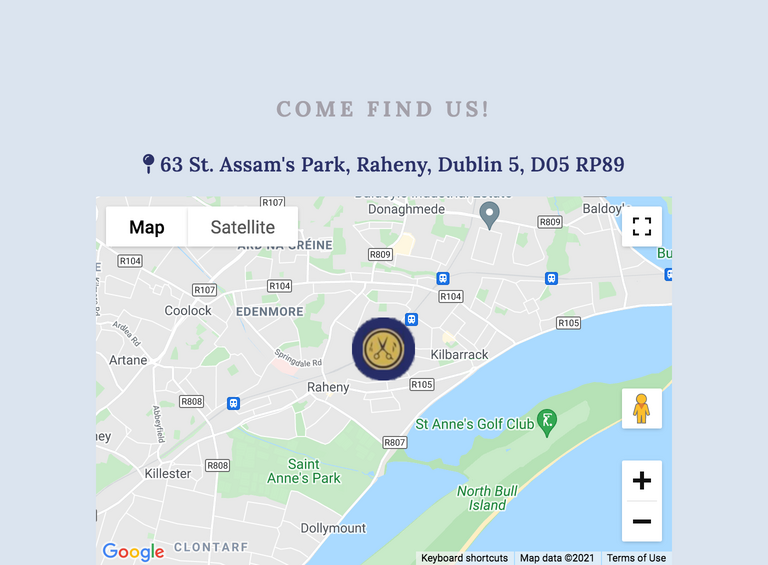 COME FIND US!
63 St. Assam's Park, Raheny, Dublin 5, D05 RP89
Map
Satellite
R107
Donaghmede
R809
Baldoyle
ARD NA GRÉINE
R104
R809
Bu
R107
R104
R104
Coolock
EDENMORE
R105
Ardlea Rd
Artane
Springdale Rd
Kilbarrack
Raheny
R105
R808
Abbeyfield
St Anne's Golf Club
ney
R807
Killester
R808
Saint
Anne's Park
North Bull
Island
Dollymount
CLONTARF
Google
Keyboard shortcuts
Map data ©2021
Terms of Use